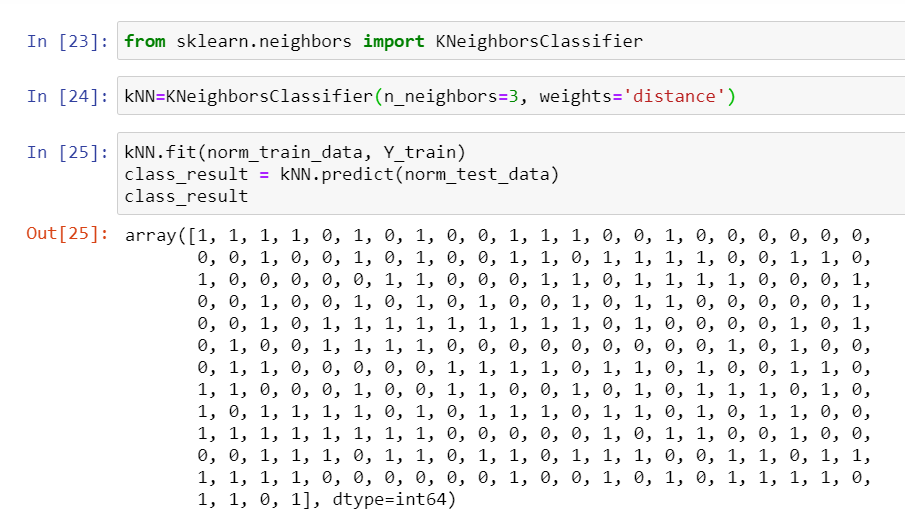 In [23]: from sklearn.neighbors import KNeighborsClassifier
In [24]: kNN=KNeighborsClassifier(n_neighbors=3, weights='distance')
In [25]: kNN.fit(norm_train_data, Y_train)
class_result = kNN.predict(norm_test_data)
class_result
Out[25]: array([1, 1, 1, 1, 0, 1, 0, 1, 0, 0, 1, 1, 1, 0, 0, 1, 0, 0, 0, 0, 0, 0,
0, 0, 1, 0, 0, 1, 0, 1, 0, 0, 1, 1, 0, 1, 1, 1, 1, 0, 0, 1, 1, 0,
1, 0, 0, 0, 0, 0, 1, 1, 0, 0, 0, 1, 1, 0, 1, 1, 1, 1, 0, 0, 0, 1,
0, 0, 1, 0, 0, 1, 0, 1, 0, 1, 0, 0, 1, 0, 1, 1, 0, 0, 0, 0, 0, 1,
0, 0, 1, 0, 1, 1, 1, 1, 1, 1, 1, 1, 1, 0, 1, 0, 0, 0, 0, 1, 0, 1,
0, 1, 0, 0, 1, 1, 1, 1, 0, 0, 0, 0, 0, 0, 0, 0, 0, 1, 0, 1, 0, 0,
0, 1, 1, 0, 0, 0, 0, 0, 1, 1, 1, 1, 0, 1, 1, 0, 1, 0, 0, 1, 1, 0,
1, 1, 0, 0, 0, 1, 0, 0, 1, 1, 0, 0, 1, 0, 1, 0, 1, 1, 1, 0, 1, 0,
1, 0, 1, 1, 1, 1, 0, 1, 0, 1, 1, 1, 0, 1, 1, 0, 1, 0, 1, 1, 0, 0,
1, 1, 1, 1, 1, 1, 1, 1, 0, 0, 0, 0, 0, 1, 0, 1, 1, 0, 0, 1, 0, 0,
0, 0, 1, 1, 1, 0, 1, 1, 0, 1, 1, 0, 1, 1, 1, 0, 0, 1, 1, 0, 1, 1,
1, 1, 1, 1, 0, 0, 0, 0, 0, 0, 1, 0, 0, 1, 0, 1, 0, 1, 1, 1, 1, 0,
1, 1, 0, 1], dtype=int64)